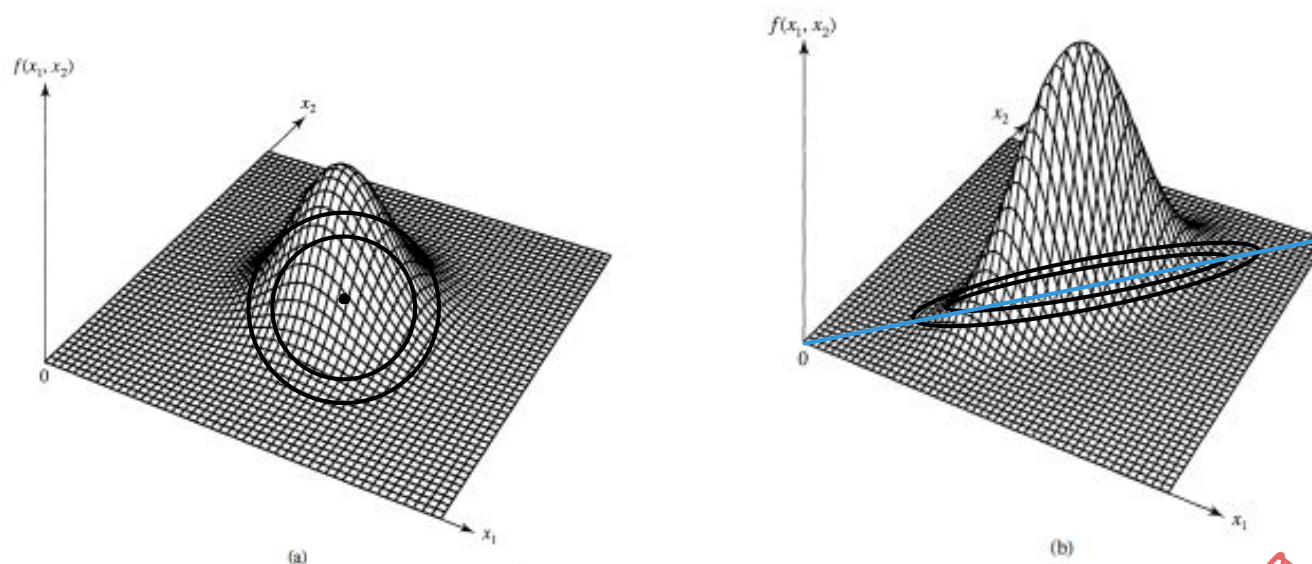 f(x₁, x₂)
x₂
0
x₁
(a)
f(x₁, x₂)
x₂
0
x₁
(b)